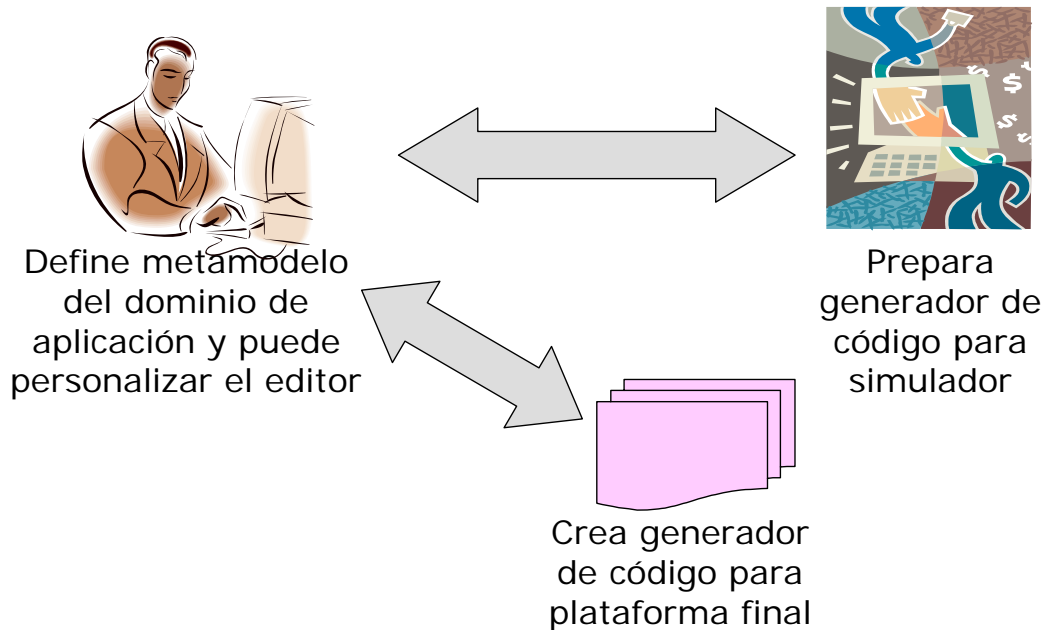 Define metamodelo
del dominio de
aplicación y puede
personalizar el editor
$
$
$
$
Prepara
generador de
código para
simulador
Crea generador
de código para
plataforma final